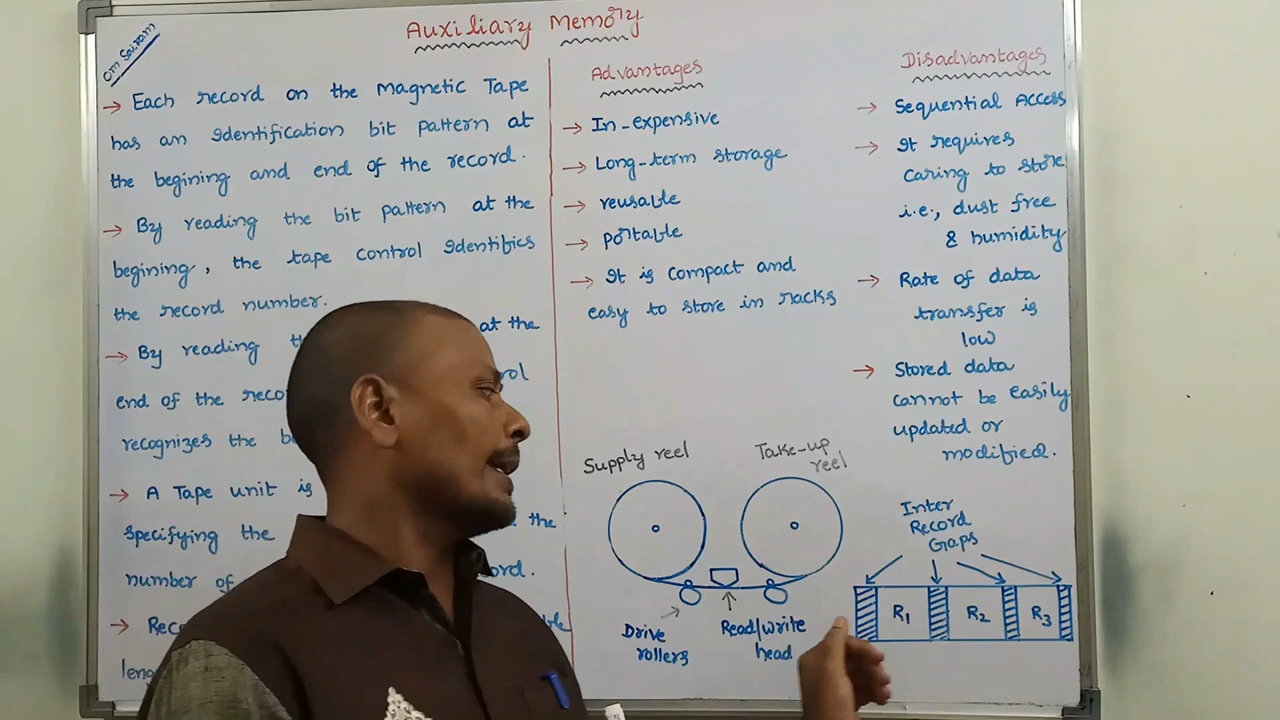 Om Sairam
Auxiliary Memory
→ Each record on the Magnetic Tape
has an Identification bit pattern at
the begining and end of the record.
→ By reading the bit pattern at the
begining, the tape control Identifies
the record number.
→ By reading at the
end of the
recognizes the
→ A Tape unit is
specifying the the
number of
→
Advantages
→ In-expensive
→ Long-term storage
→ reusable
→ portable
→ It is compact and
easy to store in racks
Disadvantages
→ Sequential Access
→ It requires
caring to store
i.e., dust free
& humidity
→ Rate of data
transfer is
low
→ Stored data
cannot be easily
updated or
modified.
Supply reel
Take-up
reel
Drive
rollers
Read/write
head
Inter
Record
Gaps
R1 R2 R3